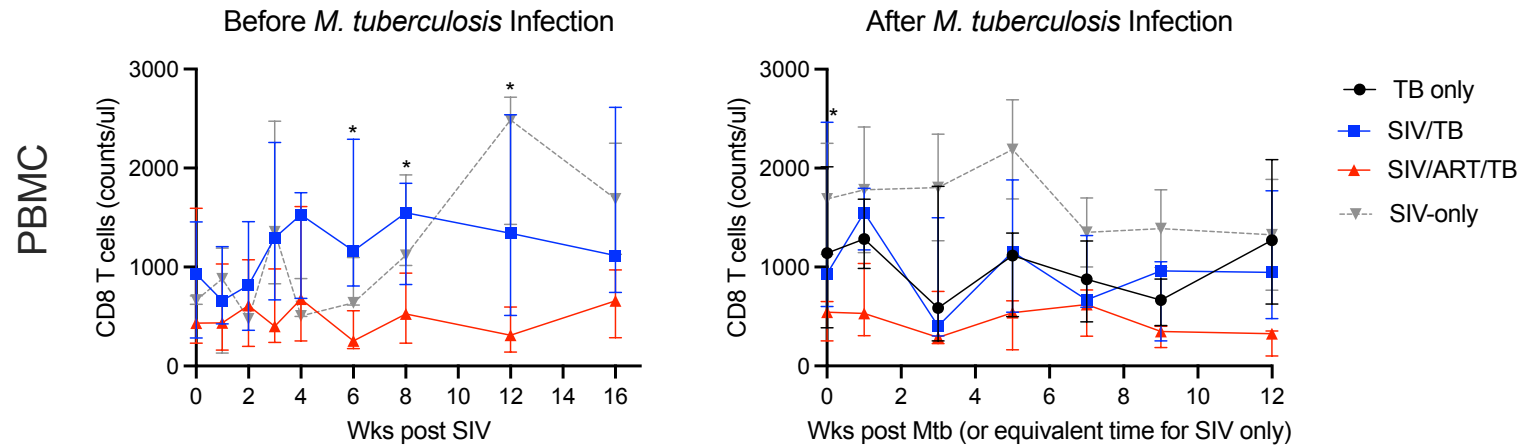 Before M. tuberculosis Infection
After M. tuberculosis Infection
PBMC
CD8 T cells (counts/ul)
3000
2000
1000
0
*
*
*
0
2
4
6
8
10
12
14
16
Wks post SIV
CD8 T cells (counts/ul)
3000
2000
1000
0
*
0
2
4
6
8
10
12
Wks post Mtb (or equivalent time for SIV only)
TB only
SIV/TB
SIV/ART/TB
SIV-only